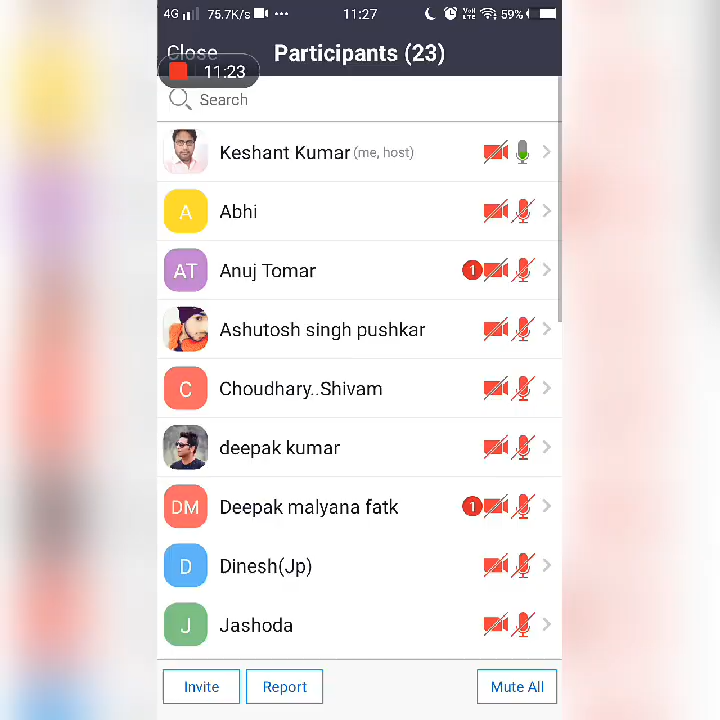 4G 75.7K/s ••• 11:27 VoLTE 59%
Close Participants (23)
11:23
Search
Keshant Kumar (me, host)
A Abhi
AT Anuj Tomar 1
Ashutosh singh pushkar
C Choudhary..Shivam
deepak kumar
DM Deepak malyana fatk 1
D Dinesh(Jp)
J Jashoda
Invite Report Mute All